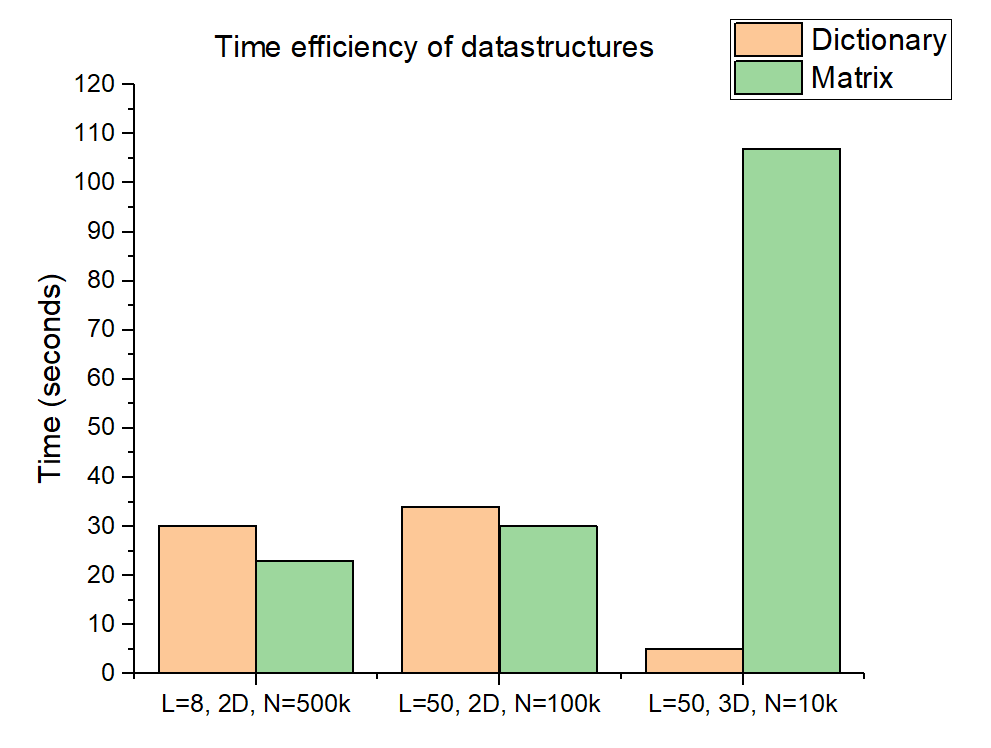 Time efficiency of datastructures
Dictionary
Matrix
120
110
100
90
80
70
60
50
40
30
20
10
0
Time (seconds)
L=8, 2D, N=500k
L=50, 2D, N=100k
L=50, 3D, N=10k